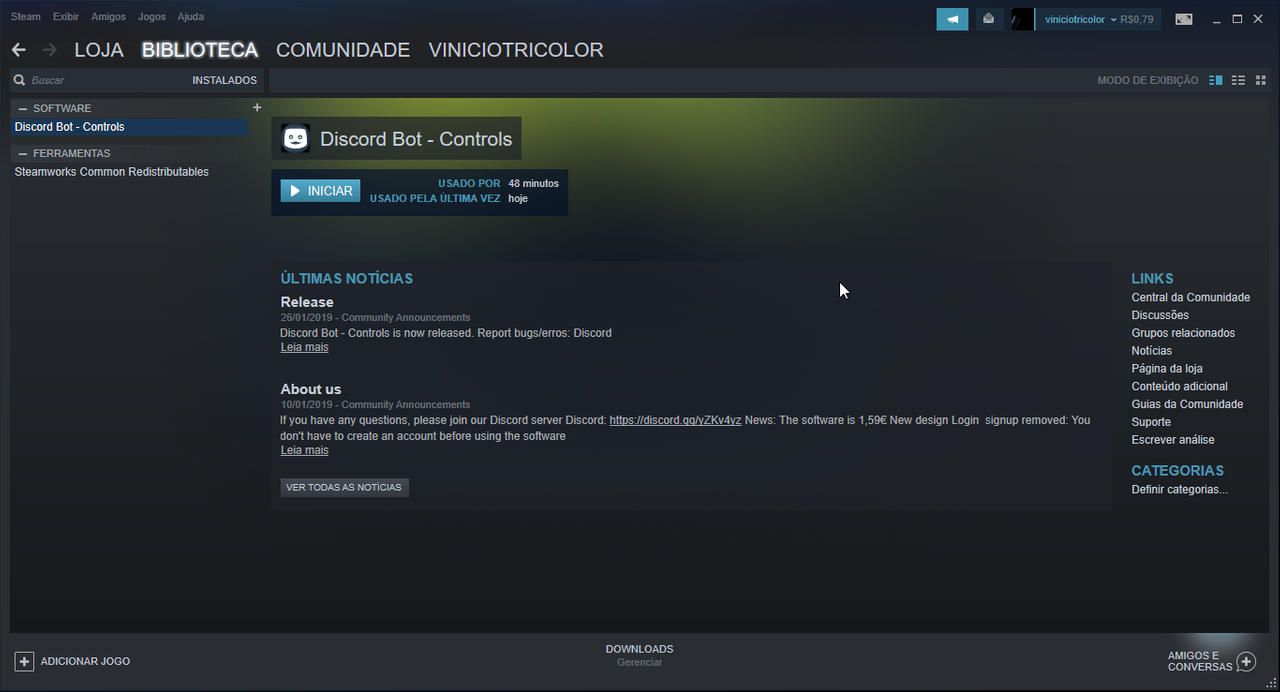 Steam Exibir Amigos Jogos Ajuda
viniciotricolor R$0,79
LOJA BIBLIOTECA COMUNIDADE VINICIOTRICOLOR
Buscar INSTALADOS
MODO DE EXIBIÇÃO
— SOFTWARE +
Discord Bot - Controls
— FERRAMENTAS
Steamworks Common Redistributables
Discord Bot - Controls
INICIAR
USADO POR 48 minutos
USADO PELA ÚLTIMA VEZ hoje
ÚLTIMAS NOTÍCIAS
Release
26/01/2019 - Community Announcements
Discord Bot - Controls is now released. Report bugs/erros: Discord
Leia mais
About us
10/01/2019 - Community Announcements
If you have any questions, please join our Discord server Discord: https://discord.gg/yZKv4yz News: The software is 1,59€ New design Login signup removed: You
don't have to create an account before using the software
Leia mais
VER TODAS AS NOTÍCIAS
LINKS
Central da Comunidade
Discussões
Grupos relacionados
Notícias
Página da loja
Conteúdo adicional
Guias da Comunidade
Suporte
Escrever análise
CATEGORIAS
Definir categorias...
ADICIONAR JOGO
DOWNLOADS
Gerenciar
AMIGOS E
CONVERSAS